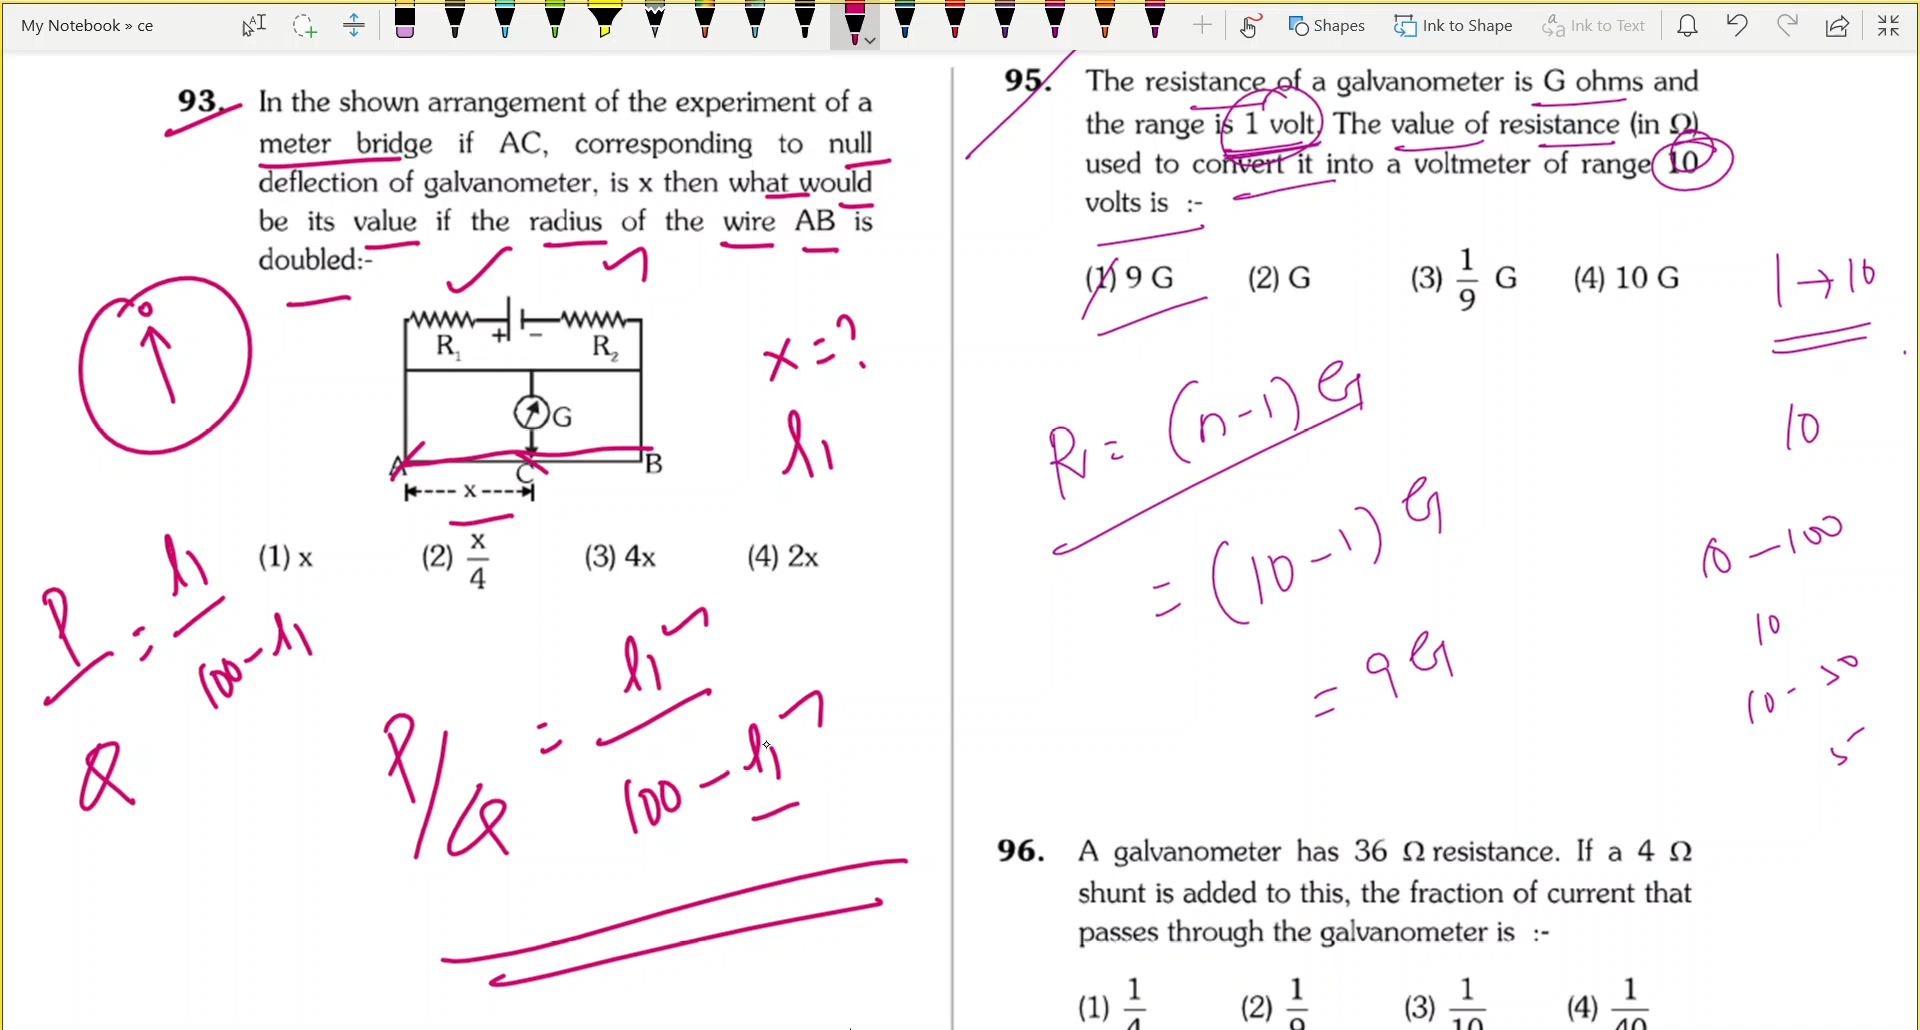 My Notebook » ce
Shapes
Ink to Shape
Ink to Text
93. In the shown arrangement of the experiment of a
meter bridge if AC, corresponding to null
deflection of galvanometer, is x then what would
be its value if the radius of the wire AB is
doubled:-
R₁ + − R₂
G
A C B
x
(1) x (2) x/4 (3) 4x (4) 2x
0
x = ?
l1
P/Q = l1/(100 - l1)
P/Q = l1/(100 - l1)
95. The resistance of a galvanometer is G ohms and
the range is 1 volt. The value of resistance (in Ω)
used to convert it into a voltmeter of range 10
volts is :-
(1) 9 G (2) G (3) 1/9 G (4) 10 G
1 → 10
R = (n-1) G
= (10-1) G
= 9G
10
10 - 100
10
10 - 50
5
96. A galvanometer has 36 Ω resistance. If a 4 Ω
shunt is added to this, the fraction of current that
passes through the galvanometer is :-
(1) 1/4 (2) 1/9 (3) 1/10 (4) 1/40